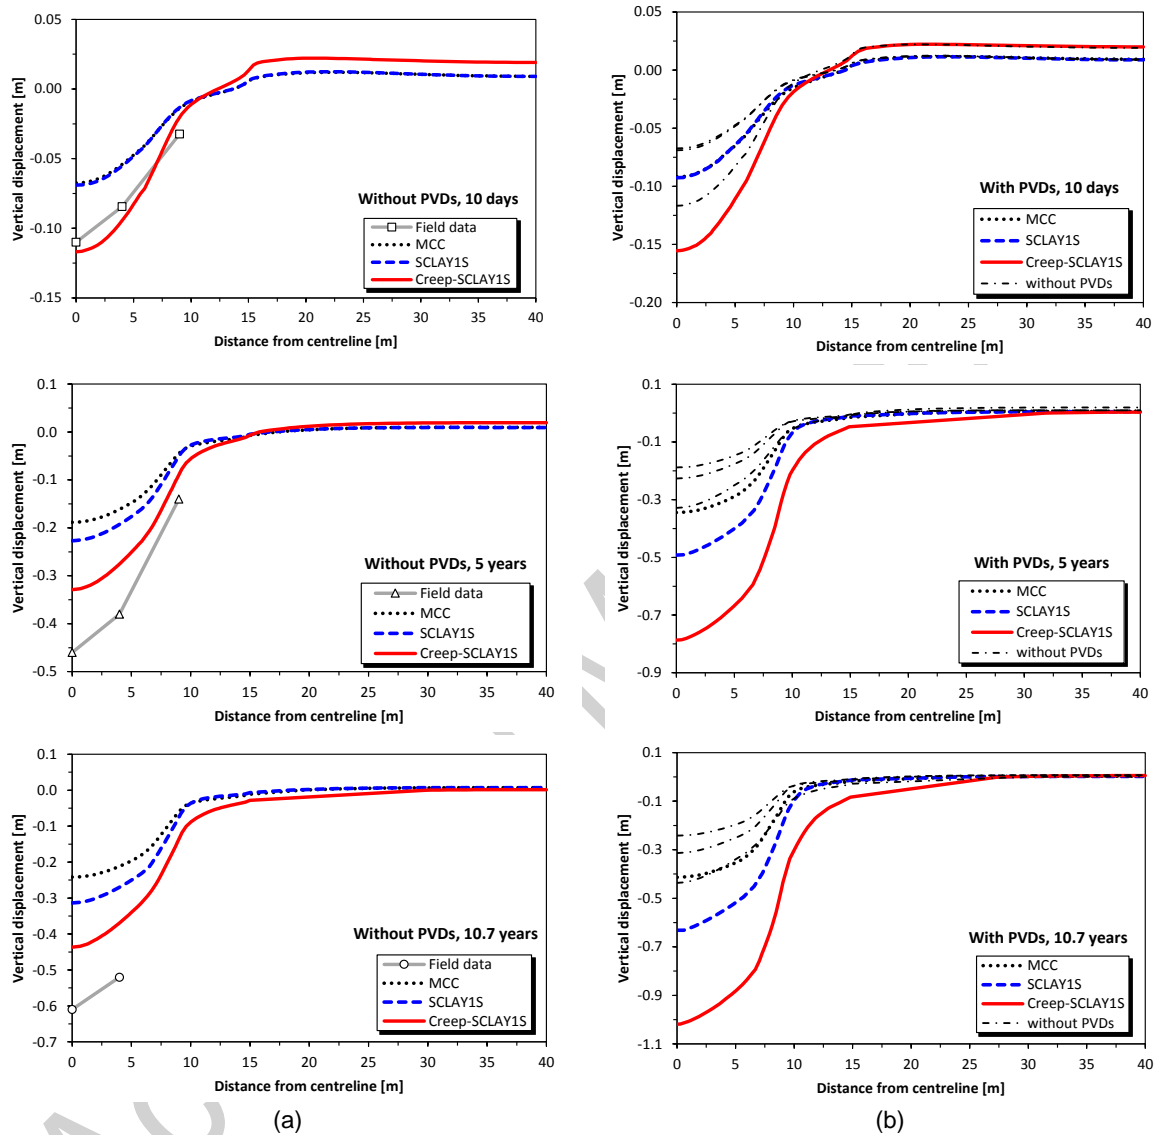 0.05
0.00
-0.05
-0.10
-0.15
Vertical displacement [m]
Without PVDs, 10 days
Field data
MCC
SCLAY1S
Creep-SCLAY1S
0 5 10 15 20 25 30 35 40
Distance from centreline [m]
0.05
0.00
-0.05
-0.10
-0.15
-0.20
Vertical displacement [m]
With PVDs, 10 days
MCC
SCLAY1S
Creep-SCLAY1S
without PVDs
0 5 10 15 20 25 30 35 40
Distance from centreline [m]
0.1
0.0
-0.1
-0.2
-0.3
-0.4
-0.5
Vertical displacement [m]
Without PVDs, 5 years
Field data
MCC
SCLAY1S
Creep-SCLAY1S
0 5 10 15 20 25 30 35 40
Distance from centreline [m]
0.1
-0.1
-0.3
-0.5
-0.7
-0.9
Vertical displacement [m]
With PVDs, 5 years
MCC
SCLAY1S
Creep-SCLAY1S
without PVDs
0 5 10 15 20 25 30 35 40
Distance from centreline [m]
0.1
0.0
-0.1
-0.2
-0.3
-0.4
-0.5
-0.6
-0.7
Vertical displacement [m]
Without PVDs, 10.7 years
Field data
MCC
SCLAY1S
Creep-SCLAY1S
0 5 10 15 20 25 30 35 40
Distance from centreline [m]
(a)
0.1
-0.1
-0.3
-0.5
-0.7
-0.9
-1.1
Vertical displacement [m]
With PVDs, 10.7 years
MCC
SCLAY1S
Creep-SCLAY1S
without PVDs
0 5 10 15 20 25 30 35 40
Distance from centreline [m]
(b)